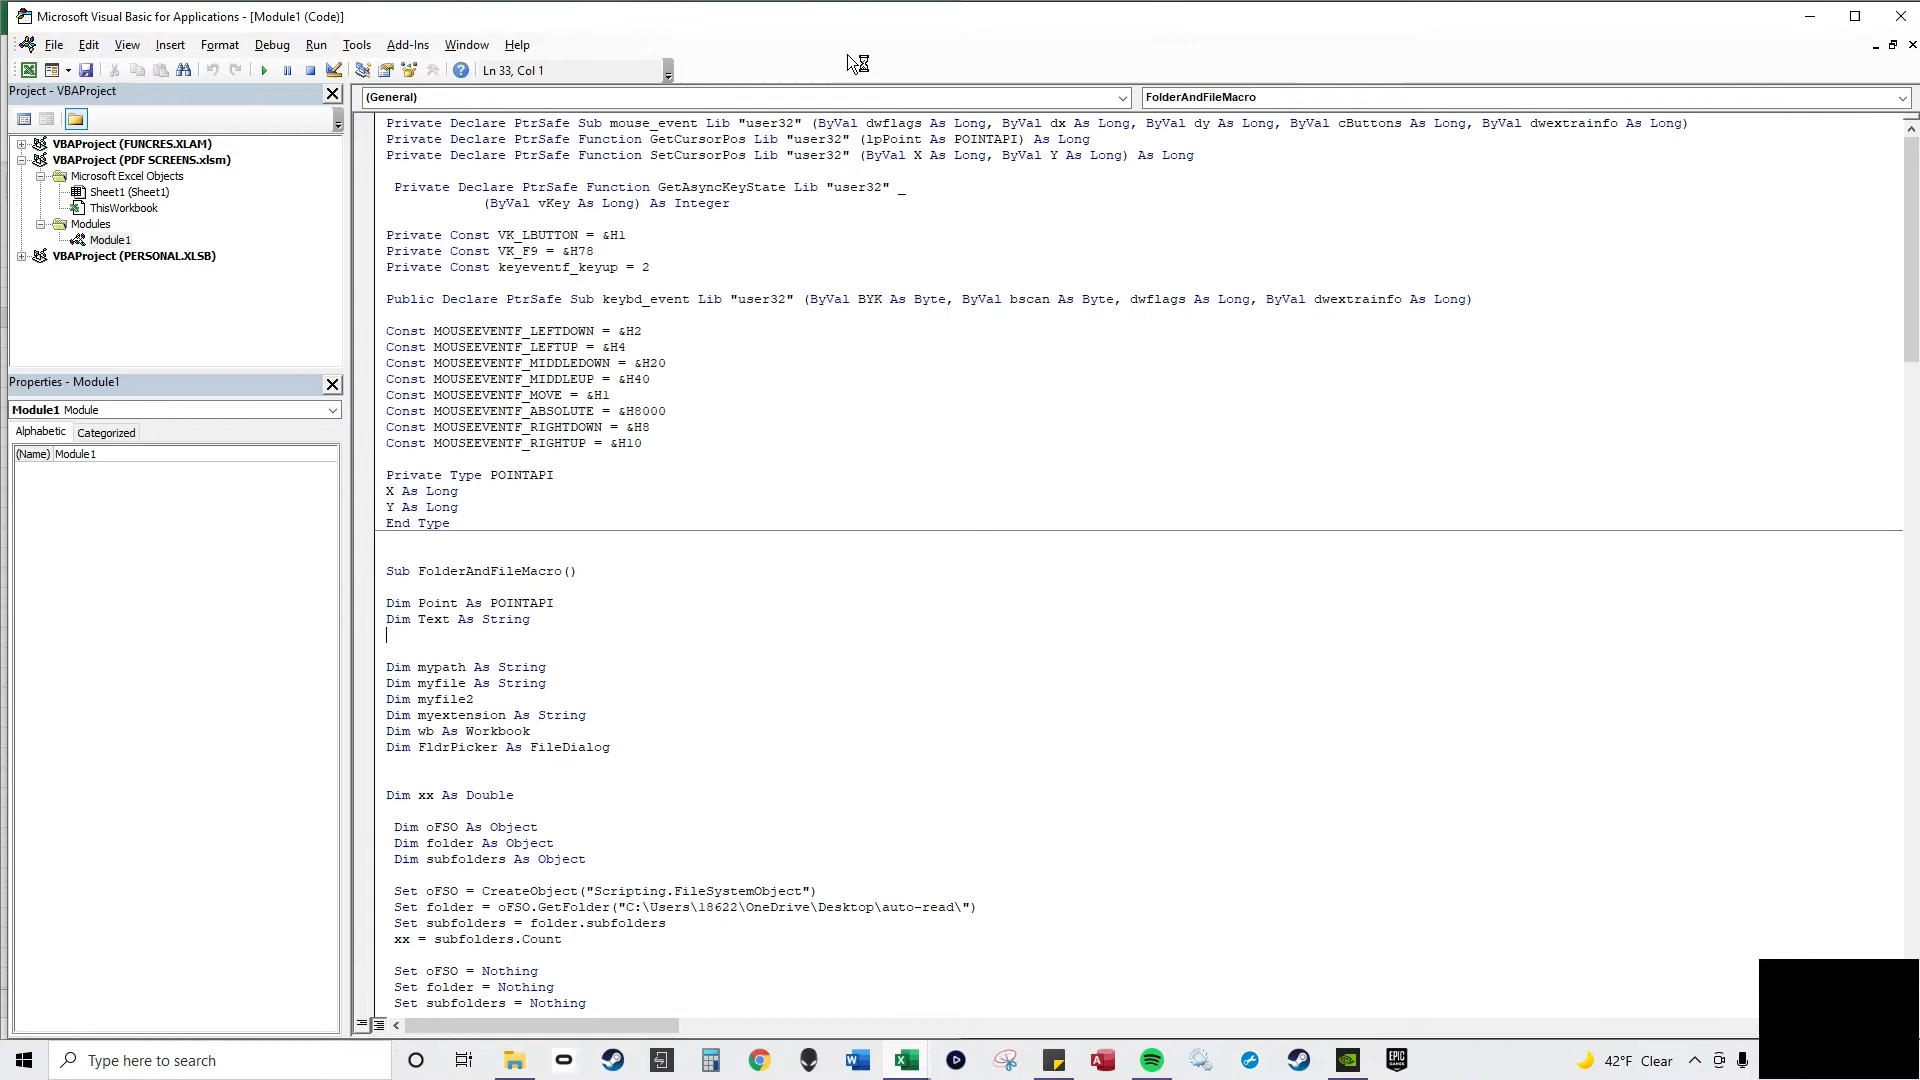 Microsoft Visual Basic for Applications - [Module1 (Code)]
File Edit View Insert Format Debug Run Tools Add-Ins Window Help
Ln 33, Col 1
Project - VBAProject
(General)
FolderAndFileMacro
VBAProject (FUNCRES.XLAM)
VBAProject (PDF SCREENS.xlsm)
Microsoft Excel Objects
Sheet1 (Sheet1)
ThisWorkbook
Modules
Module1
VBAProject (PERSONAL.XLSB)
Properties - Module1
Module1 Module
Alphabetic Categorized
(Name) Module1
Private Declare PtrSafe Sub mouse_event Lib "user32" (ByVal dwflags As Long, ByVal dx As Long, ByVal dy As Long, ByVal cButtons As Long, ByVal dwextrainfo As Long)
Private Declare PtrSafe Function GetCursorPos Lib "user32" (lpPoint As POINTAPI) As Long
Private Declare PtrSafe Function SetCursorPos Lib "user32" (ByVal X As Long, ByVal Y As Long) As Long
Private Declare PtrSafe Function GetAsyncKeyState Lib "user32" _
(ByVal vKey As Long) As Integer
Private Const VK_LBUTTON = &H1
Private Const VK_F9 = &H78
Private Const keyeventf_keyup = 2
Public Declare PtrSafe Sub keybd_event Lib "user32" (ByVal BYK As Byte, ByVal bscan As Byte, dwflags As Long, ByVal dwextrainfo As Long)
Const MOUSEEVENTF_LEFTDOWN = &H2
Const MOUSEEVENTF_LEFTUP = &H4
Const MOUSEEVENTF_MIDDLEDOWN = &H20
Const MOUSEEVENTF_MIDDLEUP = &H40
Const MOUSEEVENTF_MOVE = &H1
Const MOUSEEVENTF_ABSOLUTE = &H8000
Const MOUSEEVENTF_RIGHTDOWN = &H8
Const MOUSEEVENTF_RIGHTUP = &H10
Private Type POINTAPI
X As Long
Y As Long
End Type
Sub FolderAndFileMacro()
Dim Point As POINTAPI
Dim Text As String
Dim mypath As String
Dim myfile As String
Dim myfile2
Dim myextension As String
Dim wb As Workbook
Dim FldrPicker As FileDialog
Dim xx As Double
Dim oFSO As Object
Dim folder As Object
Dim subfolders As Object
Set oFSO = CreateObject("Scripting.FileSystemObject")
Set folder = oFSO.GetFolder("C:\Users\18622\OneDrive\Desktop\auto-read\")
Set subfolders = folder.subfolders
xx = subfolders.Count
Set oFSO = Nothing
Set folder = Nothing
Set subfolders = Nothing
Type here to search
EPIC
42°F Clear